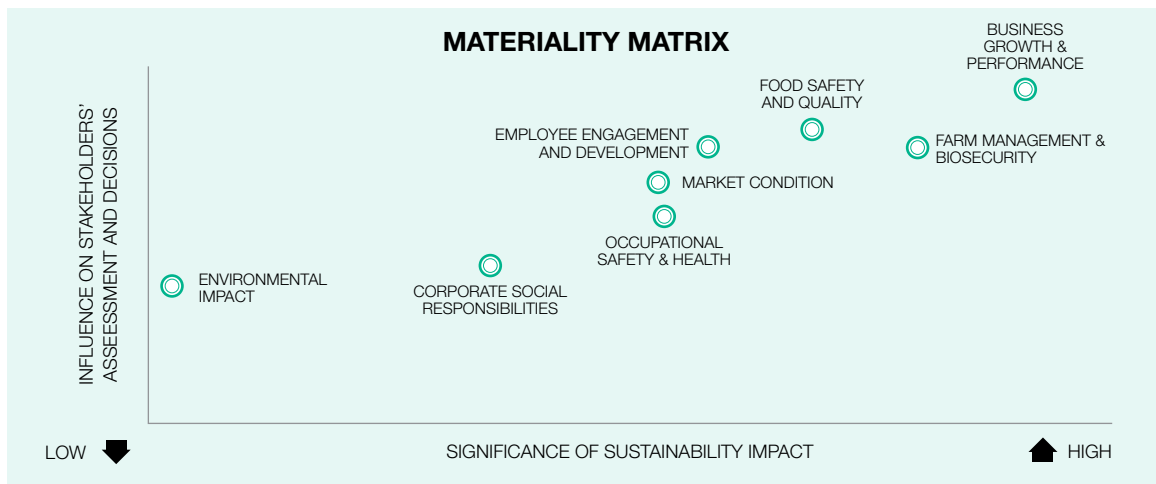 MATERIALITY MATRIX
BUSINESS
GROWTH &
PERFORMANCE
FOOD SAFETY
AND QUALITY
EMPLOYEE ENGAGEMENT
AND DEVELOPMENT
FARM MANAGEMENT &
BIOSECURITY
MARKET CONDITION
OCCUPATIONAL
SAFETY & HEALTH
ENVIRONMENTAL
IMPACT
CORPORATE SOCIAL
RESPONSIBILITIES
INFLUENCE ON STAKEHOLDERS'
ASSESSMENT AND DECISIONS
LOW
SIGNIFICANCE OF SUSTAINABILITY IMPACT
HIGH